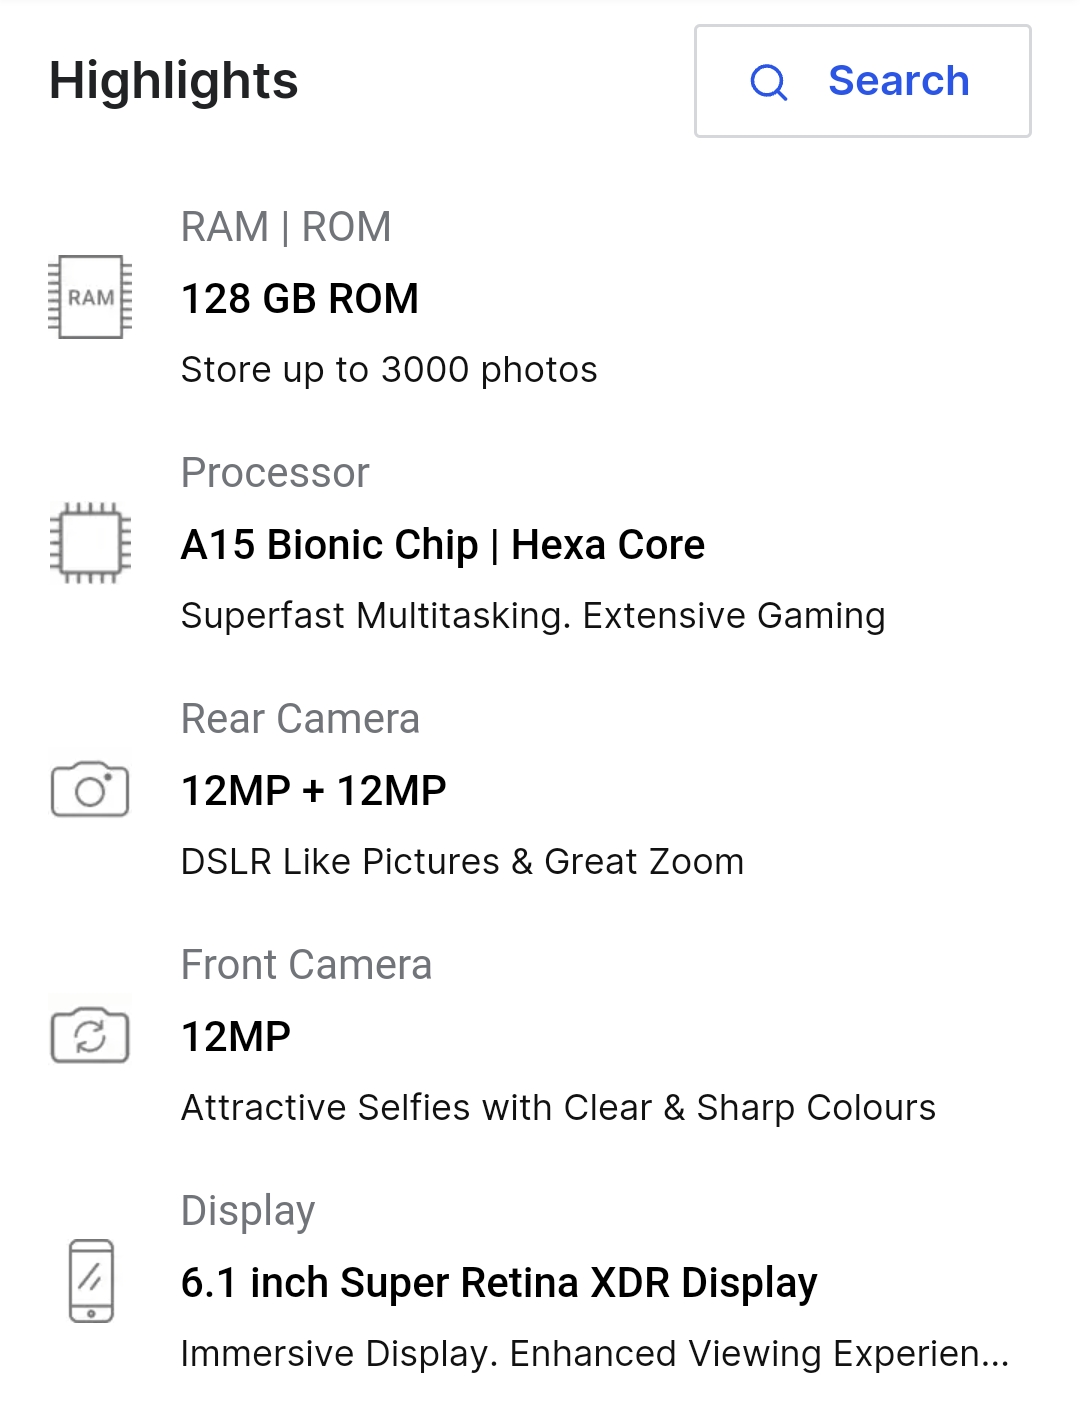 Highlights
Search
RAM | ROM
RAM
128 GB ROM
Store up to 3000 photos
Processor
A15 Bionic Chip | Hexa Core
Superfast Multitasking. Extensive Gaming
Rear Camera
12MP + 12MP
DSLR Like Pictures & Great Zoom
Front Camera
12MP
Attractive Selfies with Clear & Sharp Colours
Display
6.1 inch Super Retina XDR Display
Immersive Display. Enhanced Viewing Experien...